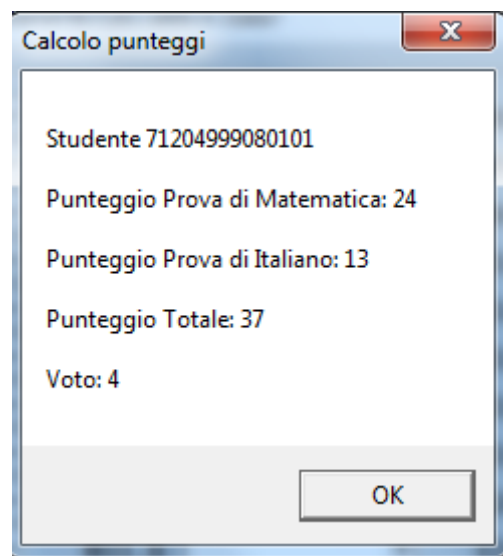 Calcolo punteggi
Studente 71204999080101
Punteggio Prova di Matematica: 24
Punteggio Prova di Italiano: 13
Punteggio Totale: 37
Voto: 4
OK